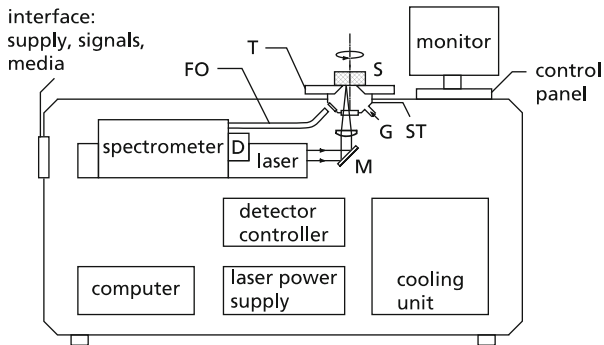 interface:
supply, signals,
media
T
S
FO
monitor
control
panel
G
ST
spectrometer
D
laser
M
detector
controller
computer
laser power
supply
cooling
unit